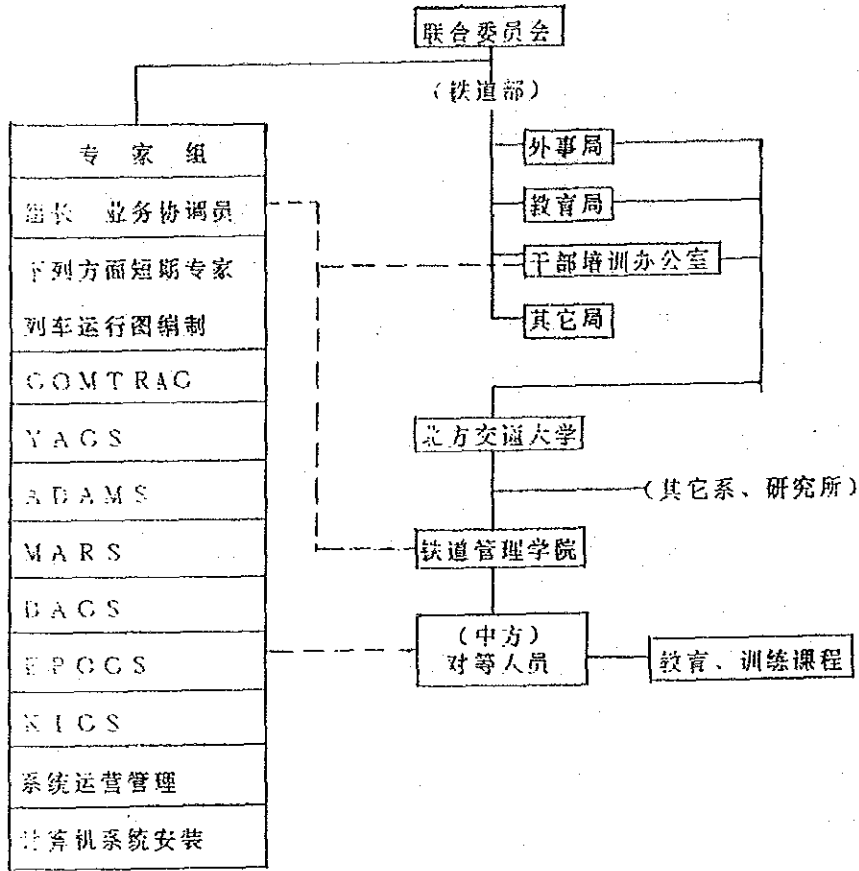 联合委员会
（铁道部）
专 家 组
组长 业务协调员
下列方面短期专家
列车运行图编制
COMTRAC
YACS
ADAMS
MARS
DACS
EPOCS
KICS
系统运营管理
计算机系统安装
外事局
教育局
干部培训办公室
其它局
北方交通大学
（其它系、研究所）
铁道管理学院
（中方）
对等人员
教育、训练课程